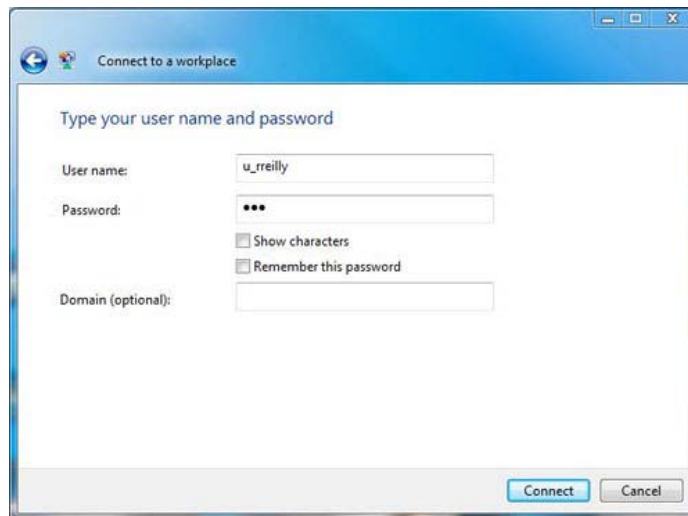 Connect to a workplace
Type your user name and password
User name:
u_rreilly
Password:
•••
Show characters
Remember this password
Domain (optional):
Connect
Cancel